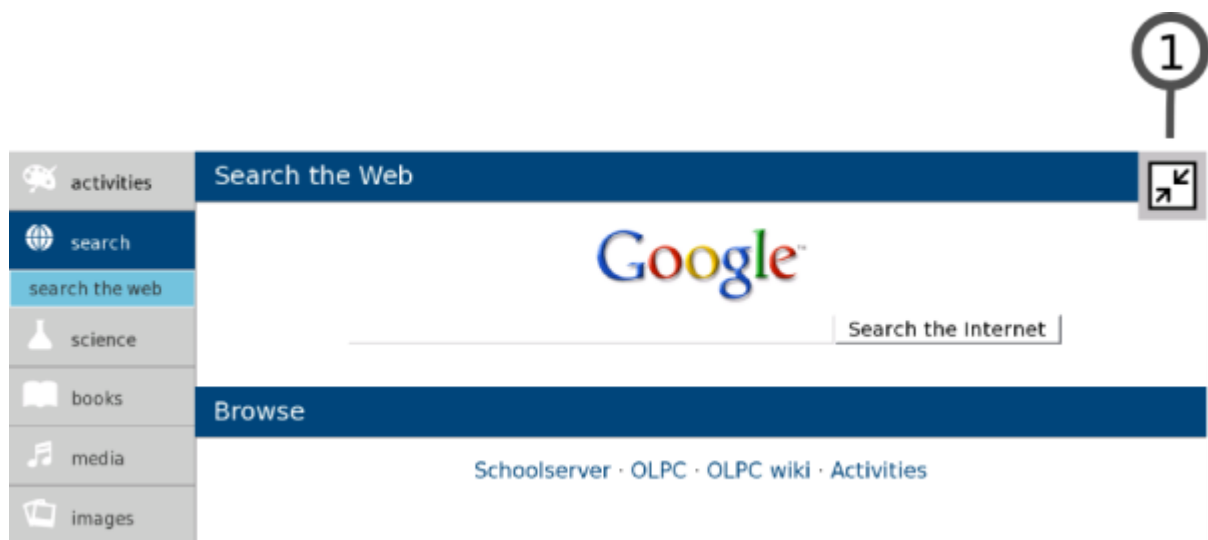 1
activities
search
search the web
science
books
media
images
Search the Web
Google™
Search the Internet
Browse
Schoolserver · OLPC · OLPC wiki · Activities